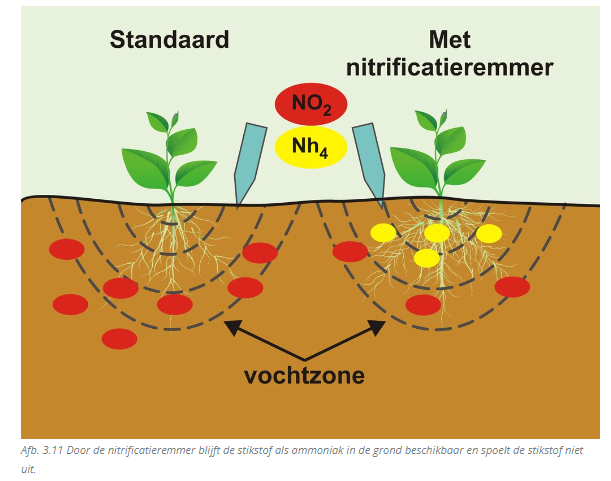 Standaard
Met
nitrificatieremmer
NO₂
Nh₄
vochtzone
Afb. 3.11 Door de nitrificatieremmer blijft de stikstof als ammoniak in de grond beschikbaar en spoelt de stikstof niet
uit.